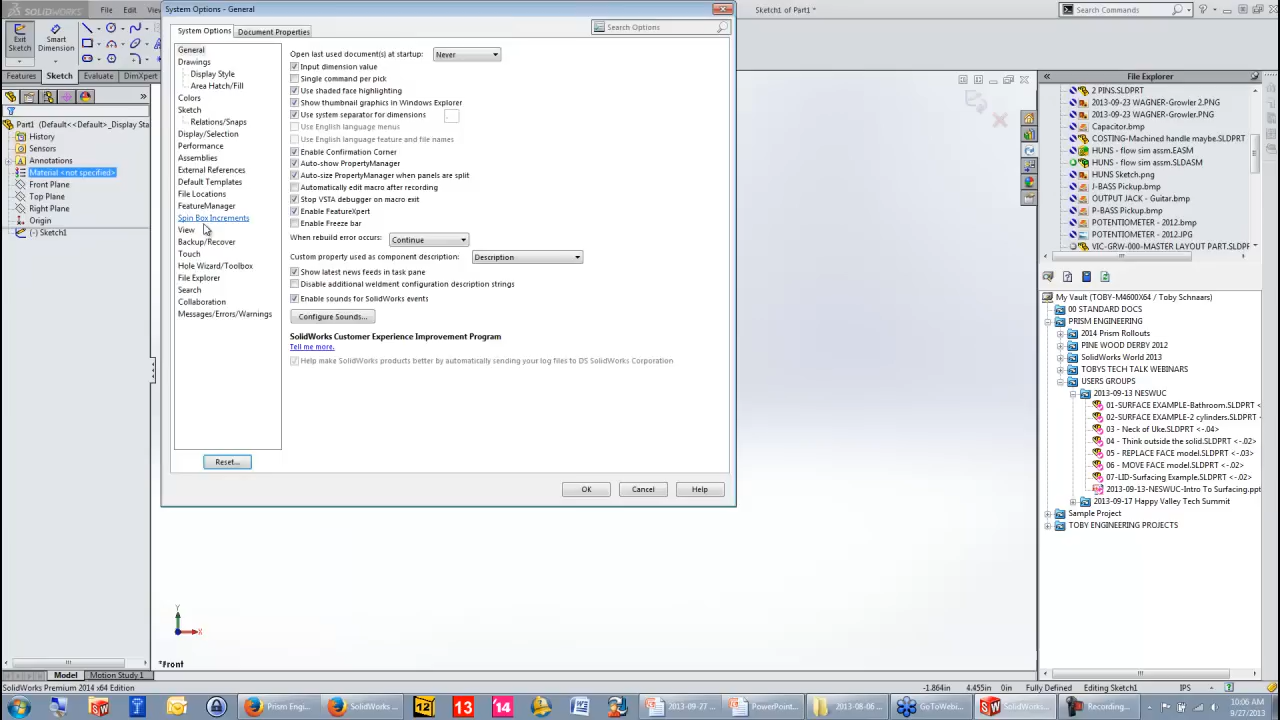 SOLIDWORKS
File
Edit
Vi
System Options - General
Sketch1 of Part1 *
Search Commands
Exit
Sketch
Smart
Dimension
Features
Sketch
Evaluate
DimXpert
Part1 (Default<<Default>_Display Sta
History
Sensors
Annotations
Material <not specified>
Front Plane
Top Plane
Right Plane
Origin
(-) Sketch1
System Options
Document Properties
Search Options
General
Drawings
Display Style
Area Hatch/Fill
Colors
Sketch
Relations/Snaps
Display/Selection
Performance
Assemblies
External References
Default Templates
File Locations
FeatureManager
Spin Box Increments
View
Backup/Recover
Touch
Hole Wizard/Toolbox
File Explorer
Search
Collaboration
Messages/Errors/Warnings
Reset...
Open last used document(s) at startup: Never
Input dimension value
Single command per pick
Use shaded face highlighting
Show thumbnail graphics in Windows Explorer
Use system separator for dimensions
Use English language menus
Use English language feature and file names
Enable Confirmation Corner
Auto-show PropertyManager
Auto-size PropertyManager when panels are split
Automatically edit macro after recording
Stop VSTA debugger on macro exit
Enable FeatureXpert
Enable Freeze bar
When rebuild error occurs: Continue
Custom property used as component description: Description
Show latest news feeds in task pane
Disable additional weldment configuration description strings
Enable sounds for SolidWorks events
Configure Sounds...
SolidWorks Customer Experience Improvement Program
Tell me more.
Help make SolidWorks products better by automatically sending your log files to DS SolidWorks Corporation
OK
Cancel
Help
File Explorer
2 PINS.SLDPRT
2013-09-23 WAGNER-Growler 2.PNG
2013-09-23 WAGNER-Growler.PNG
Capacitor.bmp
COSTING-Machined handle maybe.SLDPRT
HUNS - flow sim assy.EASM
HUNS - flow sim assy.SLDASM
HUNS Sketch.png
J-BASS Pickup.bmp
OUTPUT JACK - Guitar.bmp
P-BASS Pickup.bmp
POTENTIOMETER - 2012.bmp
POTENTIOMETER - 2012.JPG
VIC-GRW-000-MASTER LAYOUT PART.SLDPR
My Vault (TOBY-M4600X64 / Toby Schnaars)
00 STANDARD DOCS
PRISM ENGINEERING
2014 Prism Rollouts
PINE WOOD DERBY 2012
SolidWorks World 2013
TOBYS TECH TALK WEBINARS
USERS GROUPS
2013-09-13 NESWUC
01-SURFACE EXAMPLE-Bathroom.SLDPRT
02-SURFACE EXAMPLE-2 cylinders.SLDPRT
03 - Neck of Uke.SLDPRT <-.04>
04 - Think outside the solid.SLDPRT <-.02>
05 - REPLACE FACE model.SLDPRT <-.03>
06 - MOVE FACE model.SLDPRT <-.02>
07-LID-Surfacing Example.SLDPRT <-.02>
2013-09-13-NESWUC-Intro To Surfacing.ppt
2013-09-17 Happy Valley Tech Summit
Sample Project
TOBY ENGINEERING PROJECTS
Y
X
*Front
Model
Motion Study 1
SolidWorks Premium 2014 x64 Edition
-1.864in
4.455in
0in
Fully Defined
Editing Sketch1
IPS
Prism Engi...
SolidWorks ...
12
13
14
2013-09-27 ...
PowerPoint...
2013-08-06 ...
GoToWebi...
SolidWorks...
Recording...
10:06 AM
9/27/2013